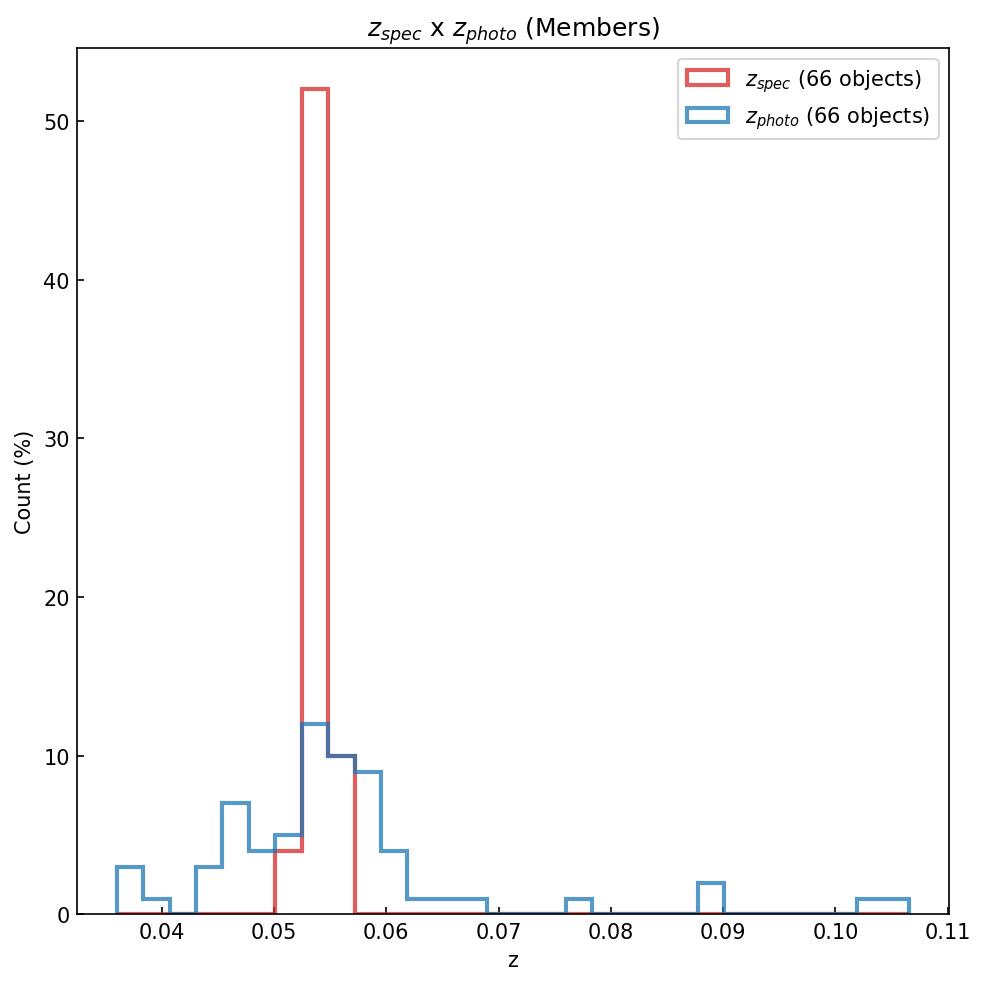 z_spec x z_photo (Members)
z_spec (66 objects)
z_photo (66 objects)
Count (%)
50
40
30
20
10
0
0.04 0.05 0.06 0.07 0.08 0.09 0.10 0.11
z